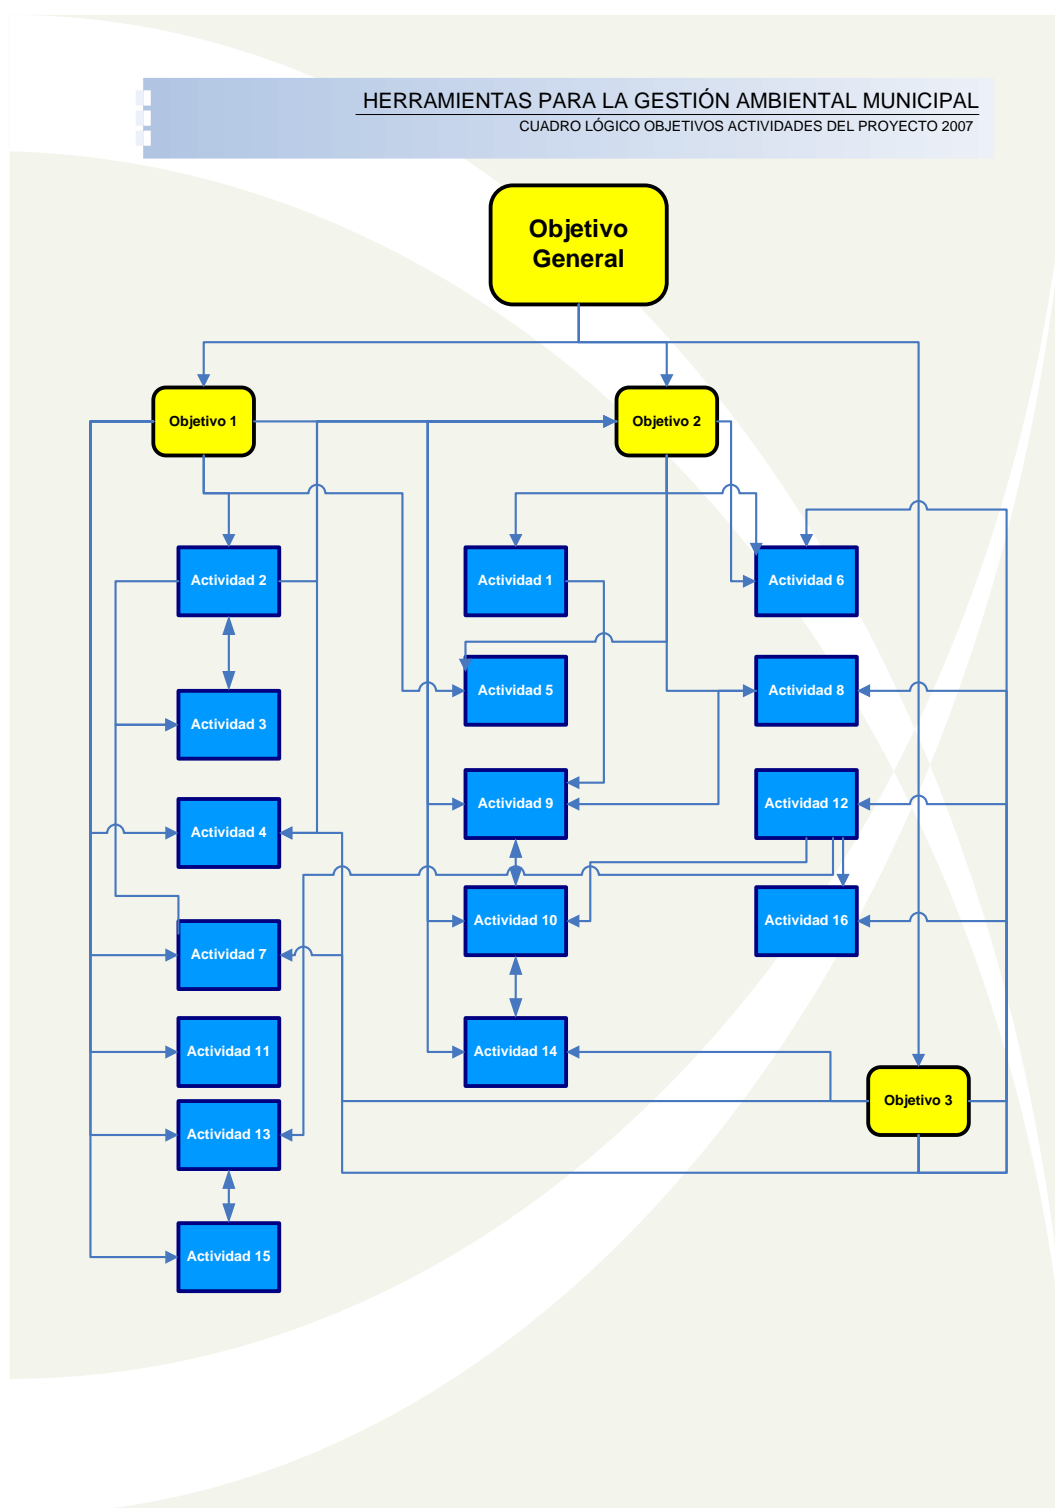 HERRAMIENTAS PARA LA GESTIÓN AMBIENTAL MUNICIPAL
CUADRO LÓGICO OBJETIVOS ACTIVIDADES DEL PROYECTO 2007
Objetivo
General
Objetivo 1
Objetivo 2
Actividad 2
Actividad 1
Actividad 6
Actividad 5
Actividad 8
Actividad 3
Actividad 9
Actividad 12
Actividad 4
Actividad 10
Actividad 16
Actividad 7
Actividad 11
Actividad 14
Objetivo 3
Actividad 13
Actividad 15